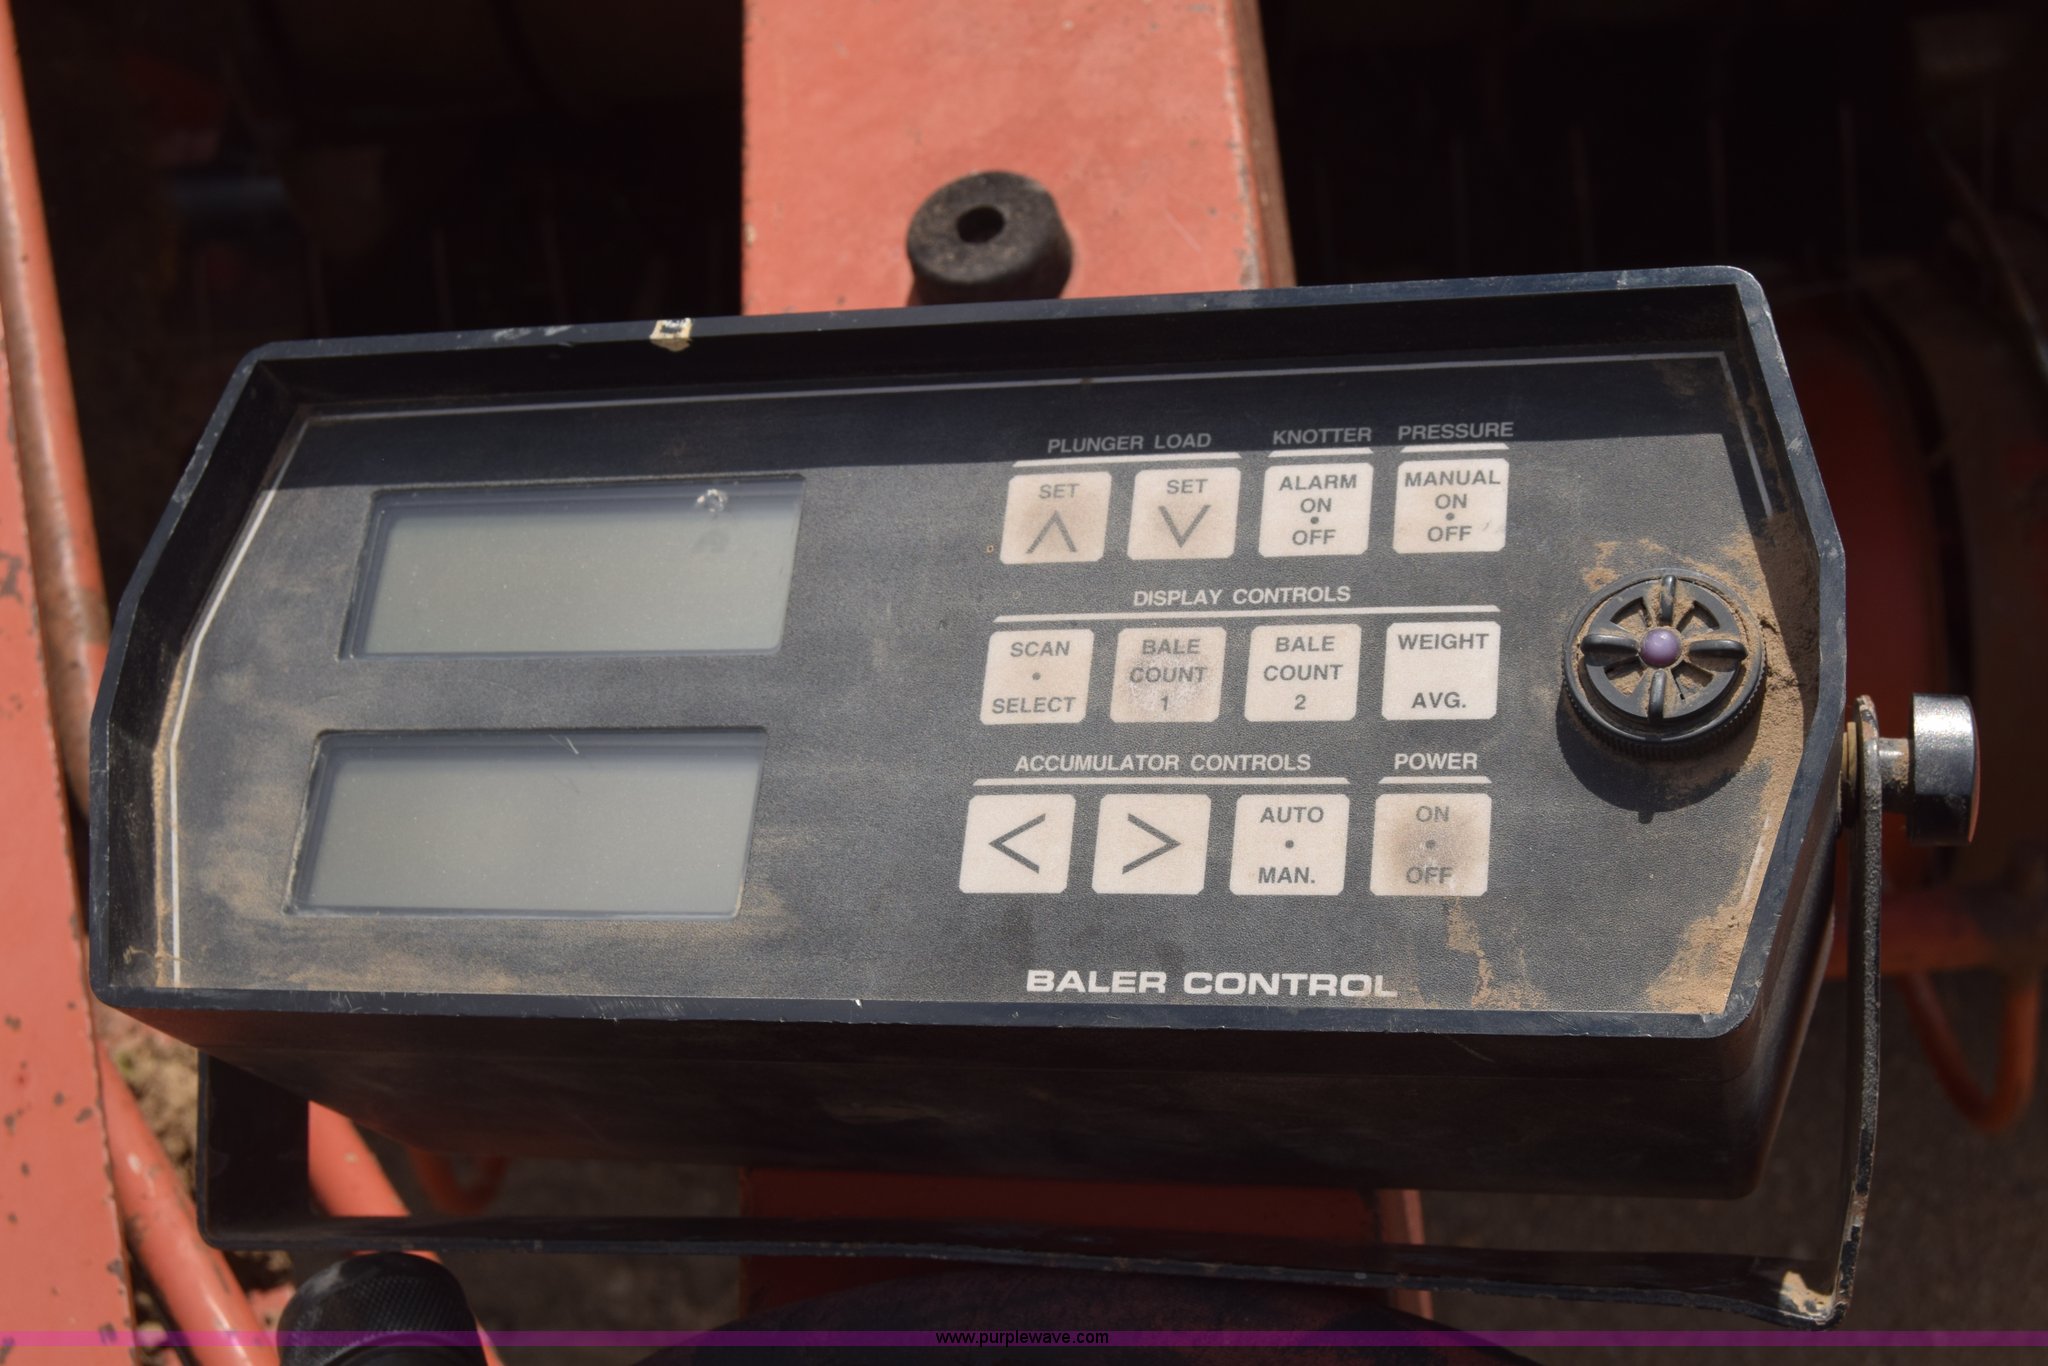 PLUNGER LOAD
KNOTTER
PRESSURE
SET
SET
ALARM
ON
OFF
MANUAL
ON
OFF
DISPLAY CONTROLS
SCAN
SELECT
BALE
COUNT
1
BALE
COUNT
2
WEIGHT
AVG.
ACCUMULATOR CONTROLS
POWER
<
>
AUTO
MAN.
ON
OFF
BALER CONTROL
www.purplewave.com